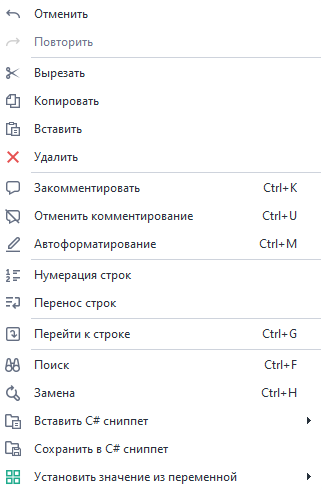 Отменить
Повторить
Вырезать
Копировать
Вставить
Удалить
Закомментировать Ctrl+K
Отменить комментирование Ctrl+U
Автоформатирование Ctrl+M
Нумерация строк
Перенос строк
Перейти к строке Ctrl+G
Поиск Ctrl+F
Замена Ctrl+H
Вставить C# сниппет
Сохранить в C# сниппет
Установить значение из переменной